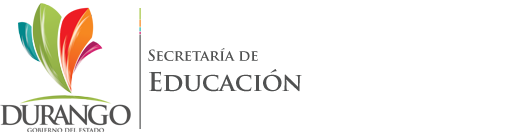 DURANGO
GOBIERNO DEL ESTADO
SECRETARÍA DE
EDUCACIÓN